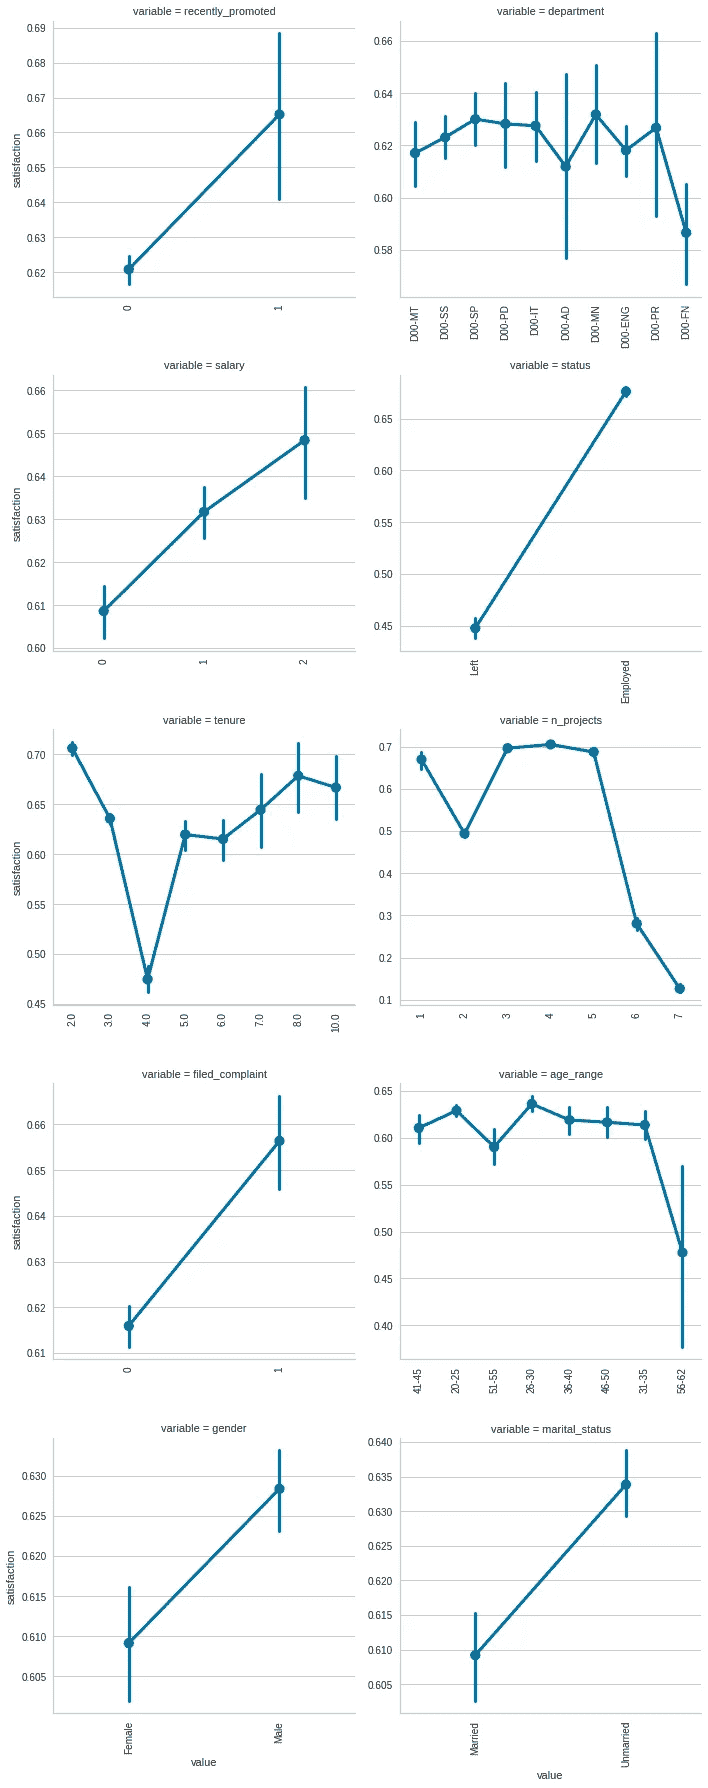 variable = recently_promoted
satisfaction
0.69
0.68
0.67
0.66
0.65
0.64
0.63
0.62
0
1
variable = department
0.66
0.64
0.62
0.60
0.58
D00-MT
D00-SS
D00-SP
D00-PD
D00-IT
D00-AD
D00-MN
D00-ENG
D00-PR
D00-FN
variable = salary
satisfaction
0.66
0.65
0.64
0.63
0.62
0.61
0.60
0
1
2
variable = status
0.65
0.60
0.55
0.50
0.45
Left
Employed
variable = tenure
satisfaction
0.70
0.65
0.60
0.55
0.50
0.45
2.0
3.0
4.0
5.0
6.0
7.0
8.0
10.0
variable = n_projects
0.7
0.6
0.5
0.4
0.3
0.2
0.1
1
2
3
4
5
6
7
variable = filed_complaint
satisfaction
0.66
0.65
0.64
0.63
0.62
0.61
0
1
variable = age_range
0.65
0.60
0.55
0.50
0.45
0.40
41-45
20-25
51-55
26-30
36-40
46-50
31-35
56-62
variable = gender
satisfaction
0.630
0.625
0.620
0.615
0.610
0.605
Female
Male
value
variable = marital_status
0.640
0.635
0.630
0.625
0.620
0.615
0.610
0.605
Married
Unmarried
value